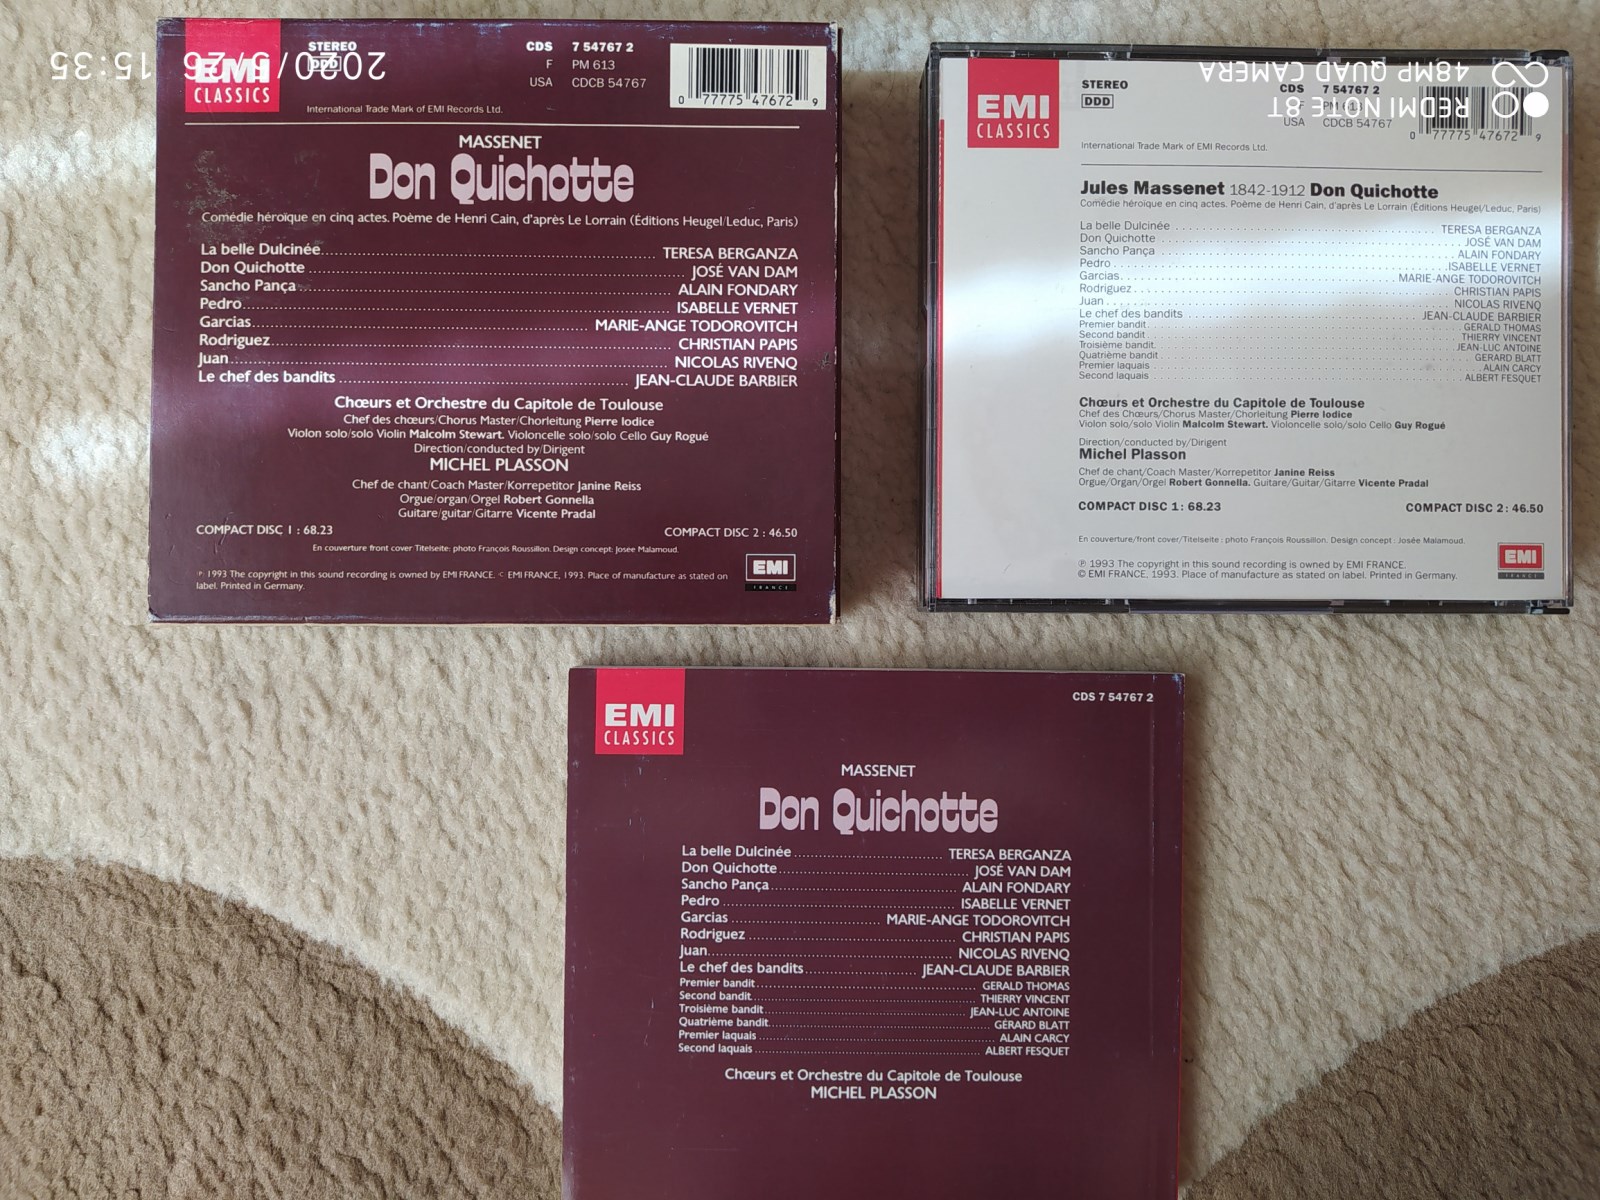 EMI
CLASSICS
STEREO
DDD
CDS 7 54767 2
F PM 613
USA CDCB 54767
0 77775 47672 9
International Trade Mark of EMI Records Ltd.
MASSENET
Don Quichotte
Comédie héroïque en cinq actes. Poème de Henri Cain, d'après Le Lorrain (Éditions Heugel/Leduc, Paris)
La belle Dulcinée TERESA BERGANZA
Don Quichotte JOSÉ VAN DAM
Sancho Pança ALAIN FONDARY
Pedro ISABELLE VERNET
Garcias MARIE-ANGE TODOROVITCH
Rodriguez CHRISTIAN PAPIS
Juan NICOLAS RIVENQ
Le chef des bandits JEAN-CLAUDE BARBIER
Chœurs et Orchestre du Capitole de Toulouse
Chef des chœurs/Chorus Master/Chorleitung Pierre Iodice
Violon solo/solo Violin Malcolm Stewart. Violoncelle solo/solo Cello Guy Rogué
Direction/conducted by/Dirigent
MICHEL PLASSON
Chef de chant/Coach Master/Korrepetitor Janine Reiss
Orgue/organ/Orgel Robert Gonnella
Guitare/guitar/Gitarre Vicente Pradal
COMPACT DISC 1 : 68.23 COMPACT DISC 2 : 46.50
En couverture front cover Titelseite: photo François Roussillon. Design concept: Josée Malamoud.
℗ 1993 The copyright in this sound recording is owned by EMI FRANCE. © EMI FRANCE, 1993. Place of manufacture as stated on
label. Printed in Germany.
EMI
FRANCE
2020/5/26 15:35
EMI
CLASSICS
STEREO
DDD
CDS 7 54767 2
F PM 613
USA CDCB 54767
0 77775 47672 9
International Trade Mark of EMI Records Ltd.
Jules Massenet 1842-1912 Don Quichotte
Comédie héroïque en cinq actes. Poème de Henri Cain, d'après Le Lorrain (Éditions Heugel/Leduc, Paris)
La belle Dulcinée TERESA BERGANZA
Don Quichotte JOSÉ VAN DAM
Sancho Pança ALAIN FONDARY
Pedro ISABELLE VERNET
Garcias MARIE-ANGE TODOROVITCH
Rodriguez CHRISTIAN PAPIS
Juan NICOLAS RIVENQ
Le chef des bandits JEAN-CLAUDE BARBIER
Premier bandit GERALD THOMAS
Second bandit THIERRY VINCENT
Troisième bandit JEAN-LUC ANTOINE
Quatrième bandit GERARD BLATT
Premier laquais ALAIN CARCY
Second laquais ALBERT FESQUET
Chœurs et Orchestre du Capitole de Toulouse
Chef des Chœurs/Chorus Master/Chorleitung Pierre Iodice
Violon solo/solo Violin Malcolm Stewart. Violoncelle solo/solo Cello Guy Rogué
Direction/conducted by/Dirigent
Michel Plasson
Chef de chant/Coach Master/Korrepetitor Janine Reiss
Orgue/Organ/Orgel Robert Gonnella. Guitare/Guitar/Gitarre Vicente Pradal
COMPACT DISC 1 : 68.23 COMPACT DISC 2 : 46.50
En couverture/front cover/Titelseite: photo François Roussillon. Design concept : Josée Malamoud.
℗ 1993 The copyright in this sound recording is owned by EMI FRANCE.
© EMI FRANCE, 1993. Place of manufacture as stated on label. Printed in Germany.
EMI
FRANCE
REDMI NOTE 8T
48MP QUAD CAMERA
EMI
CLASSICS
CDS 7 54767 2
MASSENET
Don Quichotte
La belle Dulcinée TERESA BERGANZA
Don Quichotte JOSÉ VAN DAM
Sancho Pança ALAIN FONDARY
Pedro ISABELLE VERNET
Garcias MARIE-ANGE TODOROVITCH
Rodriguez CHRISTIAN PAPIS
Juan NICOLAS RIVENQ
Le chef des bandits JEAN-CLAUDE BARBIER
Premier bandit GERALD THOMAS
Second bandit THIERRY VINCENT
Troisième bandit JEAN-LUC ANTOINE
Quatrième bandit GÉRARD BLATT
Premier laquais ALAIN CARCY
Second laquais ALBERT FESQUET
Chœurs et Orchestre du Capitole de Toulouse
MICHEL PLASSON